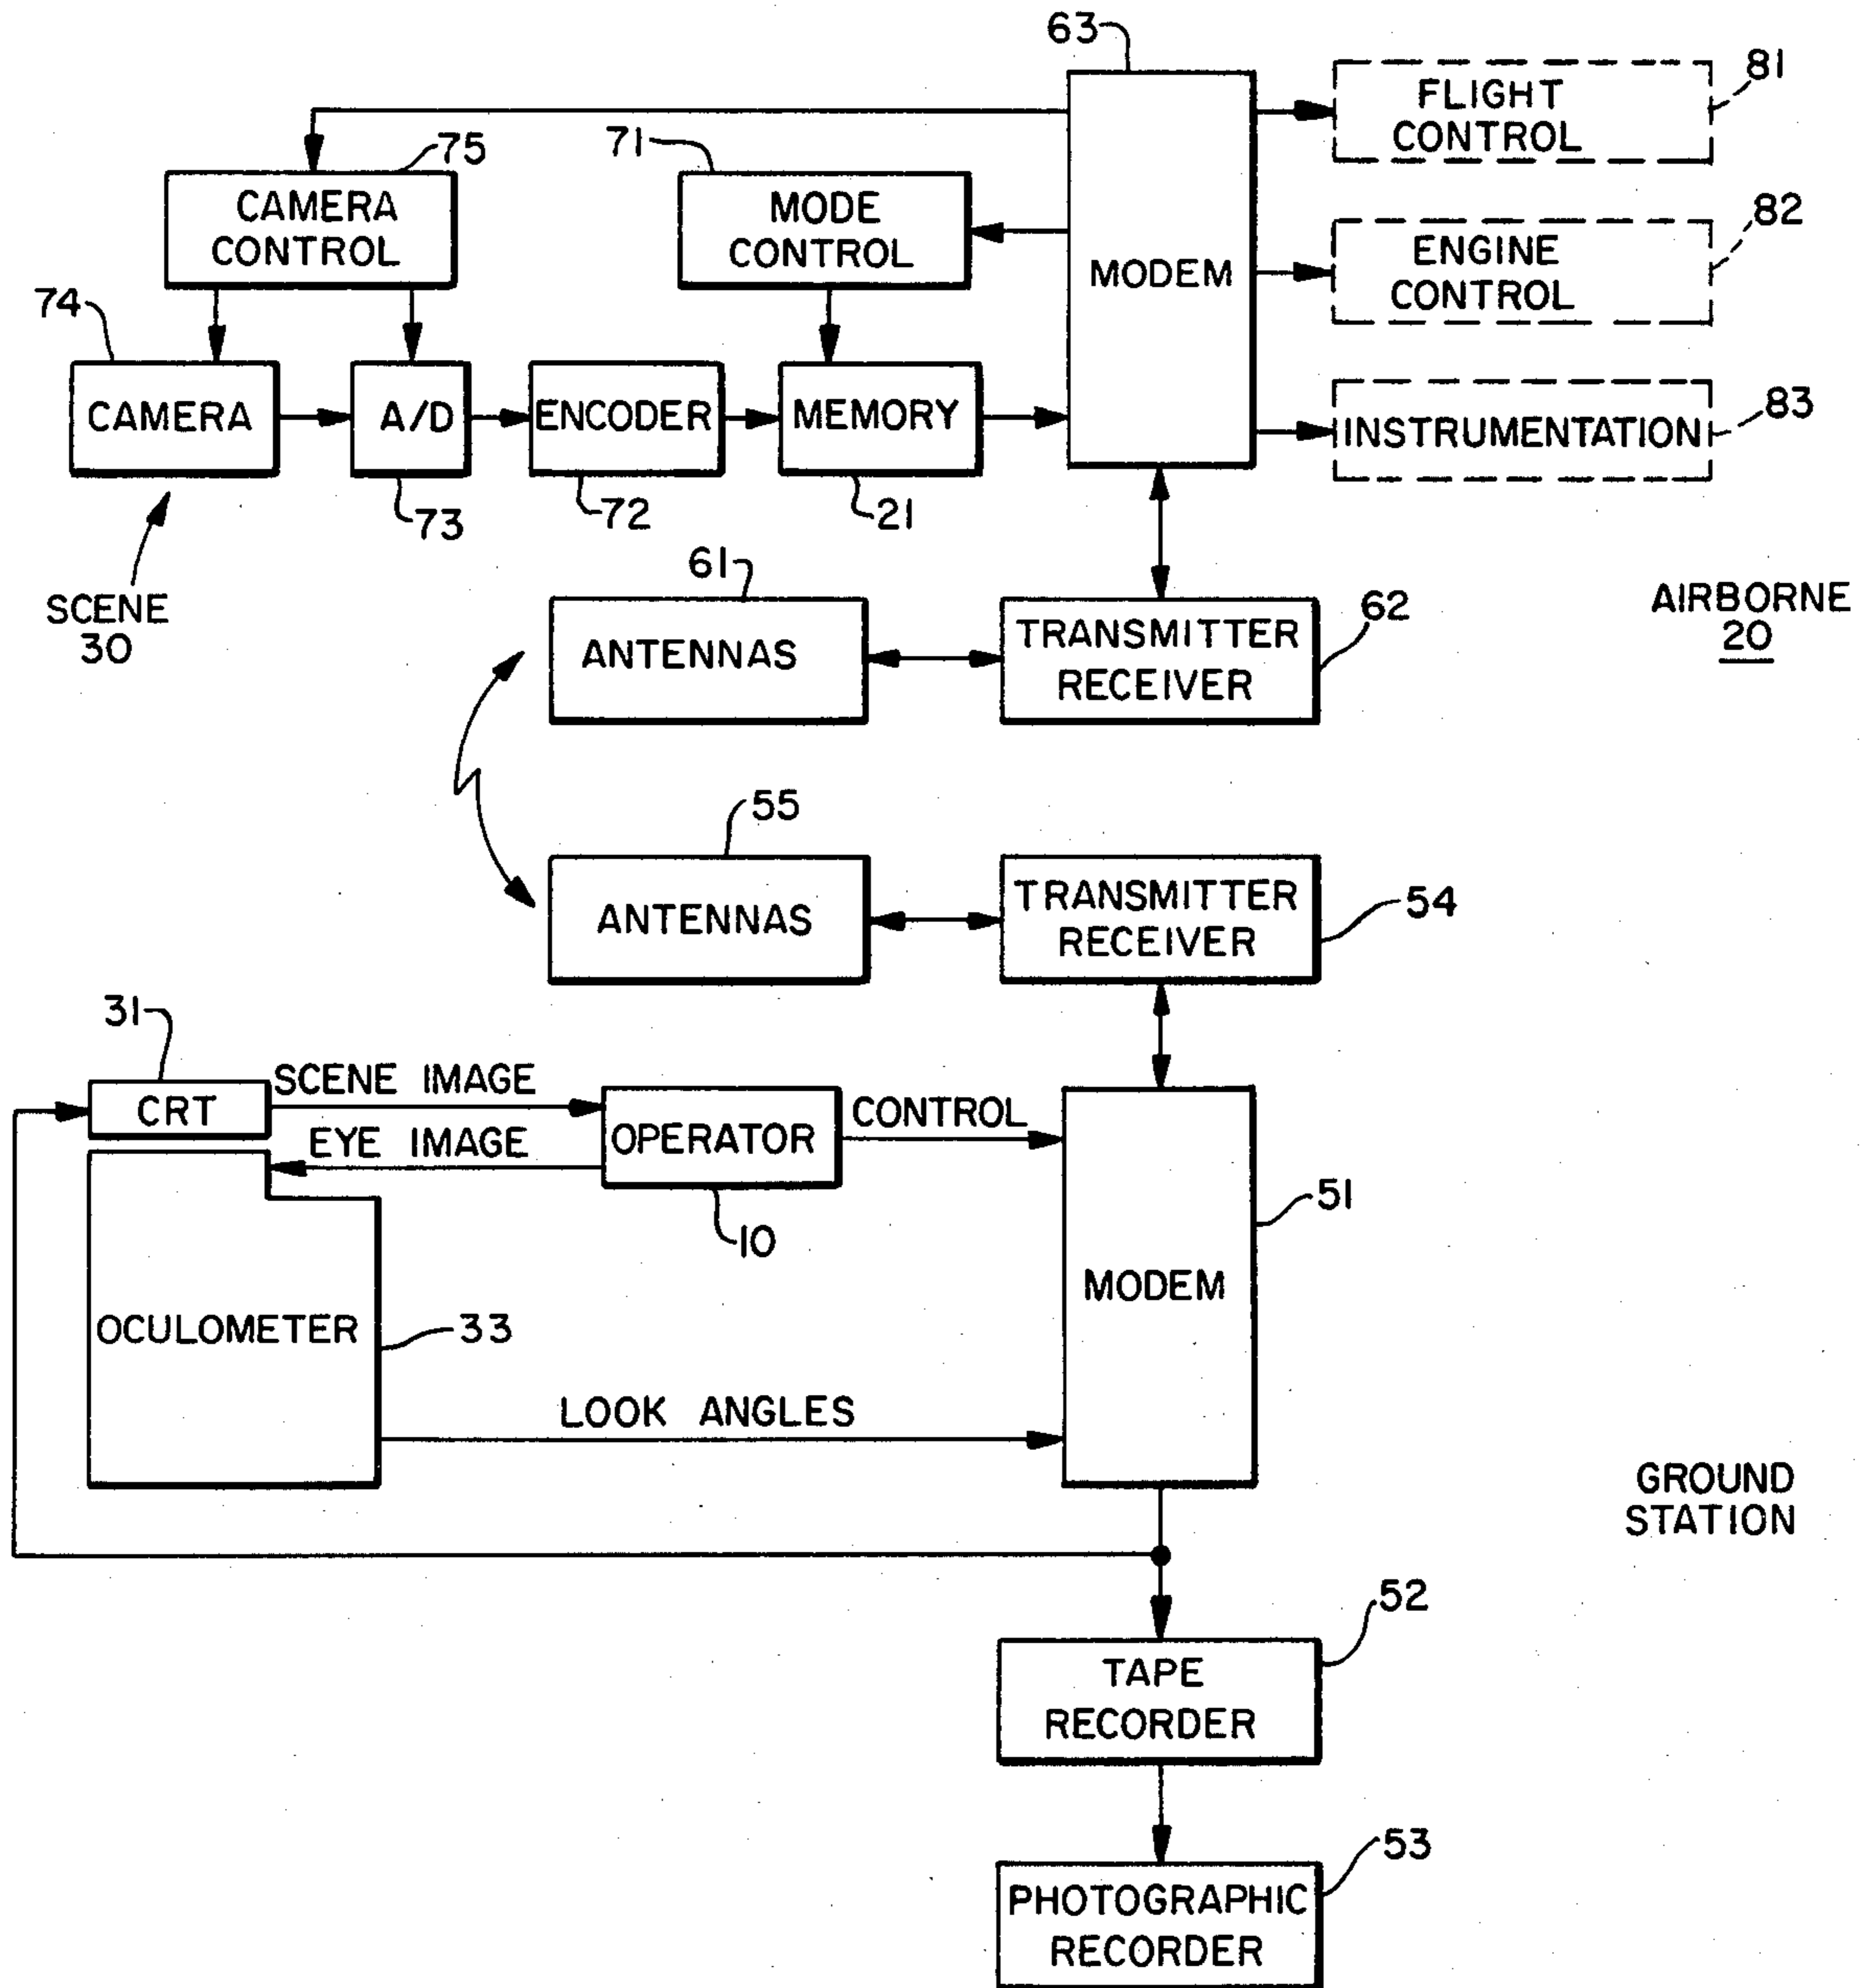 63
81
FLIGHT
CONTROL
75
71
CAMERA
CONTROL
MODE
CONTROL
MODEM
82
ENGINE
CONTROL
74
CAMERA
A/D
ENCODER
MEMORY
83
INSTRUMENTATION
73
72
21
SCENE
30
61
ANTENNAS
62
TRANSMITTER
RECEIVER
AIRBORNE
20
55
ANTENNAS
TRANSMITTER
RECEIVER
54
31
CRT
SCENE IMAGE
EYE IMAGE
OPERATOR
CONTROL
10
51
MODEM
OCULOMETER
33
LOOK ANGLES
GROUND
STATION
52
TAPE
RECORDER
53
PHOTOGRAPHIC
RECORDER